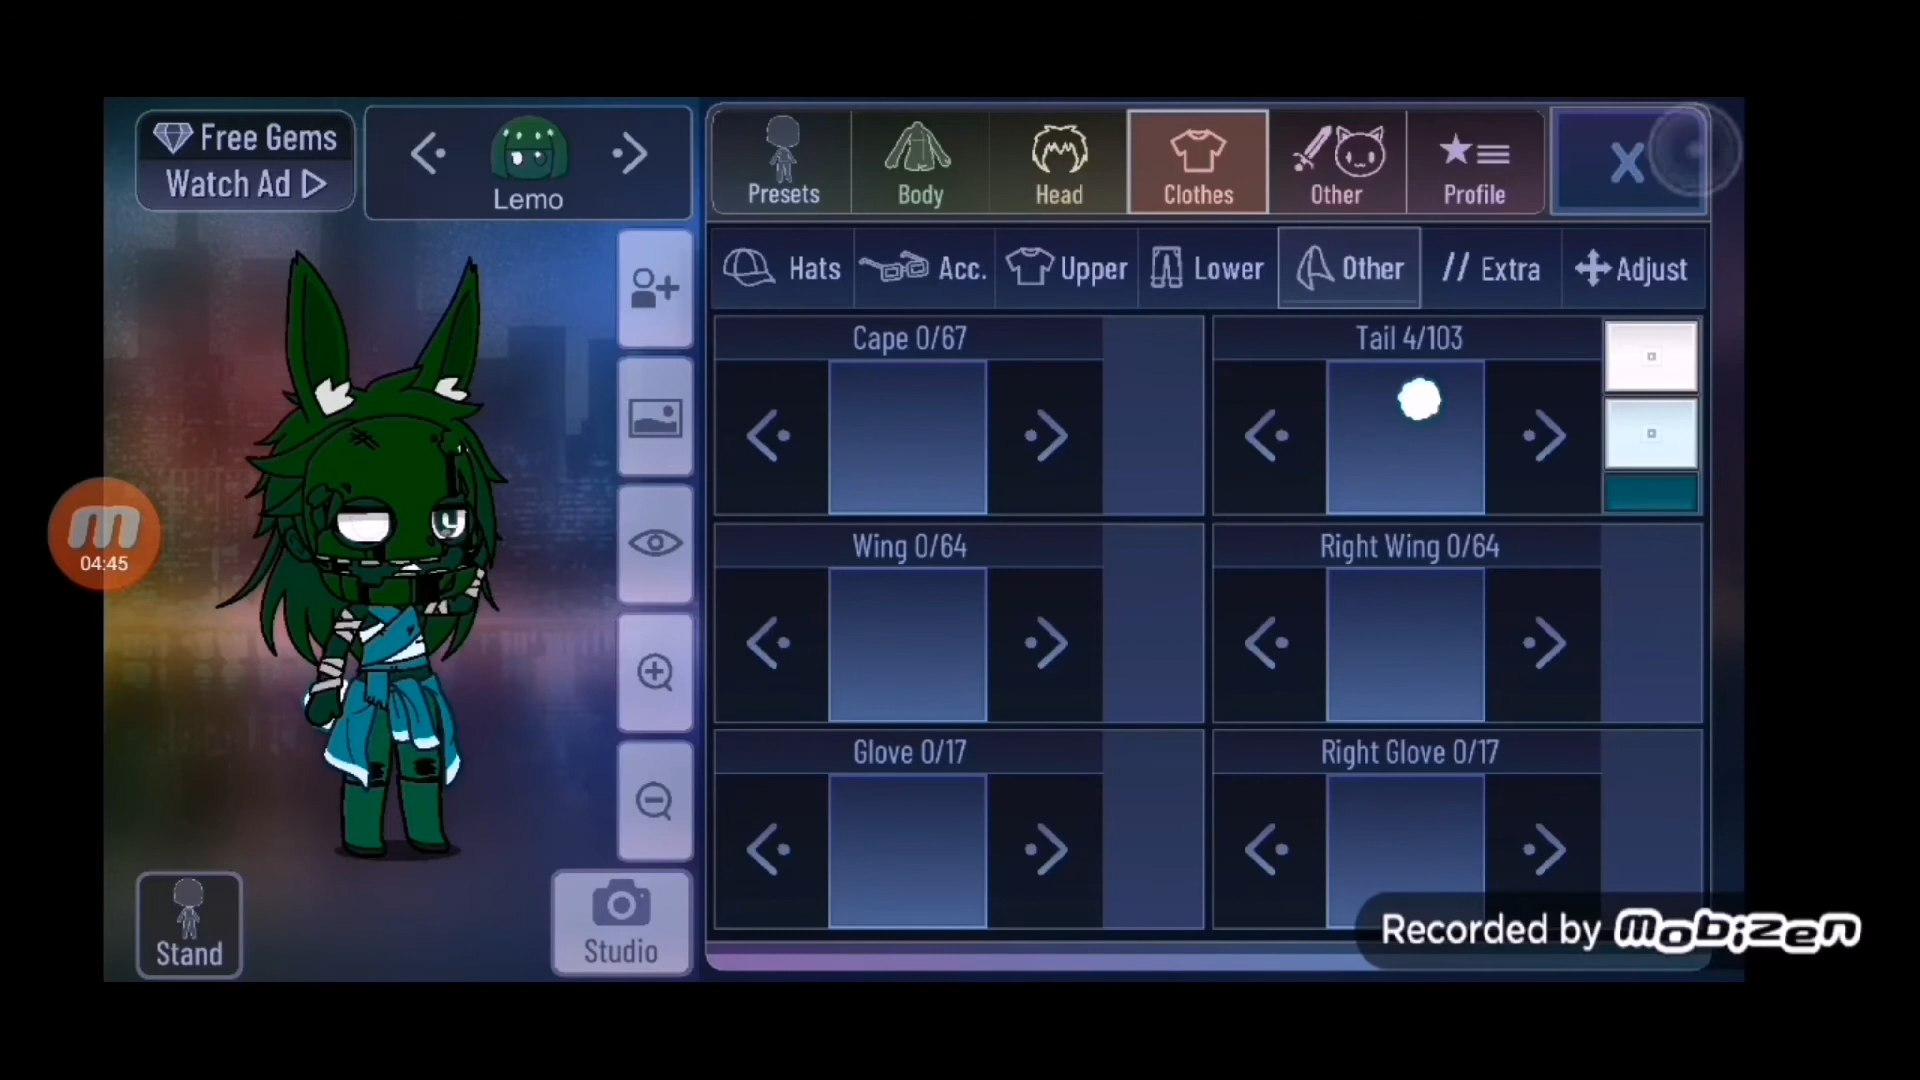 Free Gems
Watch Ad
Lemo
Presets
Body
Head
Clothes
Other
Profile
X
Hats
Acc.
Upper
Lower
Other
Extra
Adjust
Cape 0/67
Tail 4/103
Wing 0/64
Right Wing 0/64
Glove 0/17
Right Glove 0/17
04:45
Stand
Studio
Recorded by mobizen